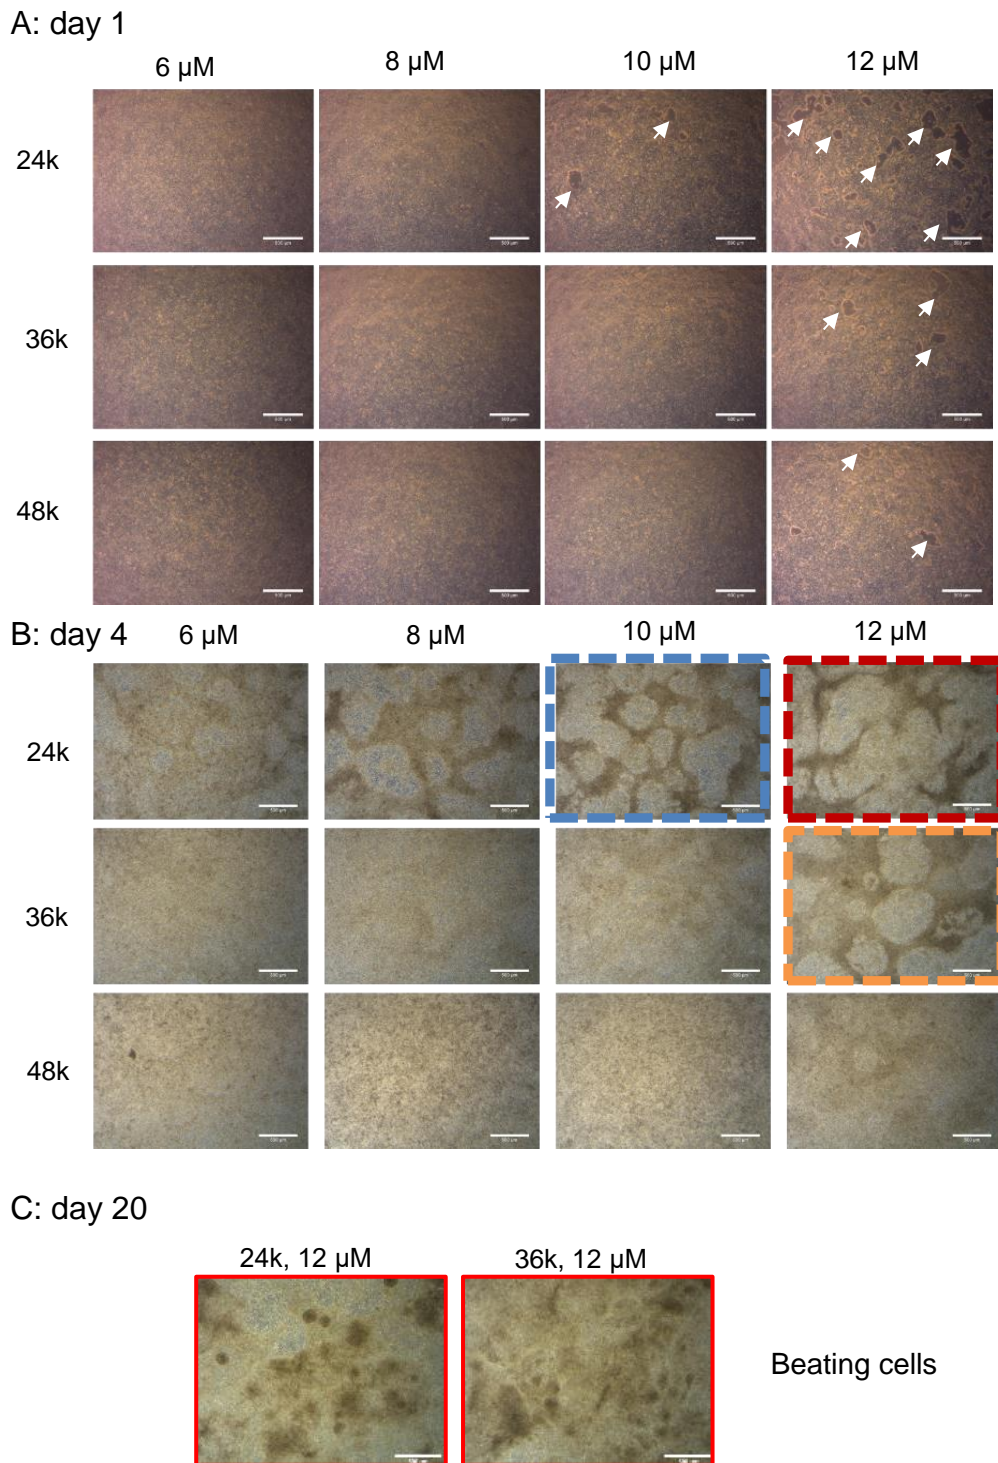 A: day 1
6 µM 8 µM 10 µM 12 µM
24k
36k
48k
B: day 4 6 µM 8 µM 10 µM 12 µM
24k
36k
48k
C: day 20
24k, 12 µM 36k, 12 µM
Beating cells